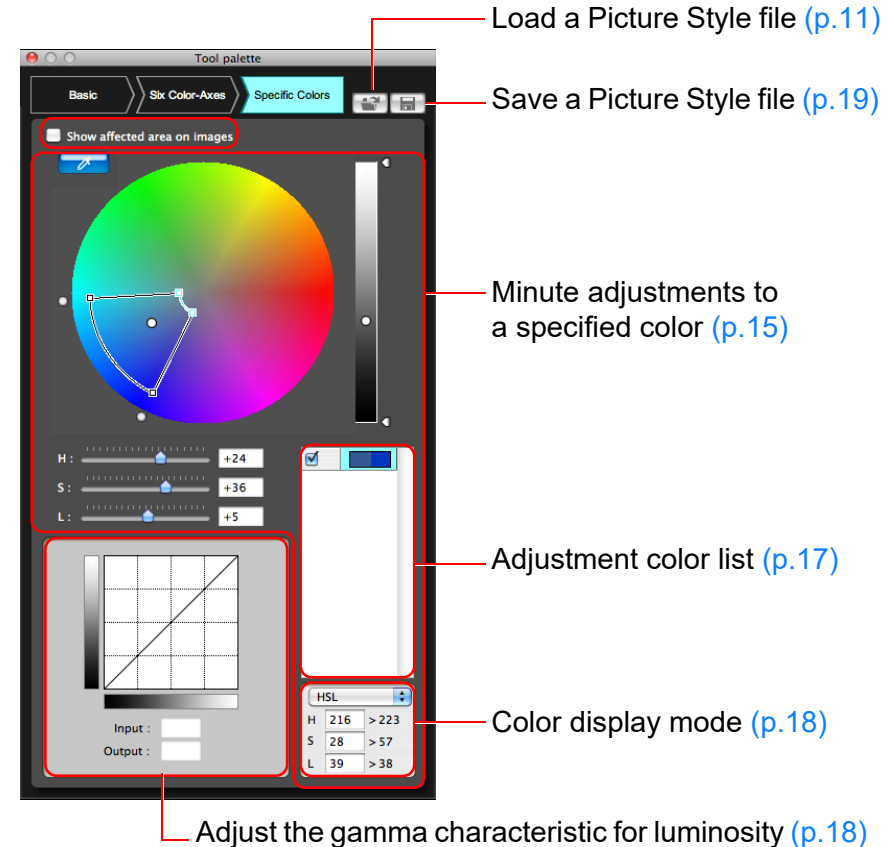 Load a Picture Style file (p.11)
Tool palette
Basic
Six Color-Axes
Specific Colors
Save a Picture Style file (p.19)
Show affected area on images
Minute adjustments to
a specified color (p.15)
H : +24
S : +36
L : +5
Adjustment color list (p.17)
HSL
H 216 > 223
S 28 > 57
L 39 > 38
Color display mode (p.18)
Input :
Output :
Adjust the gamma characteristic for luminosity (p.18)